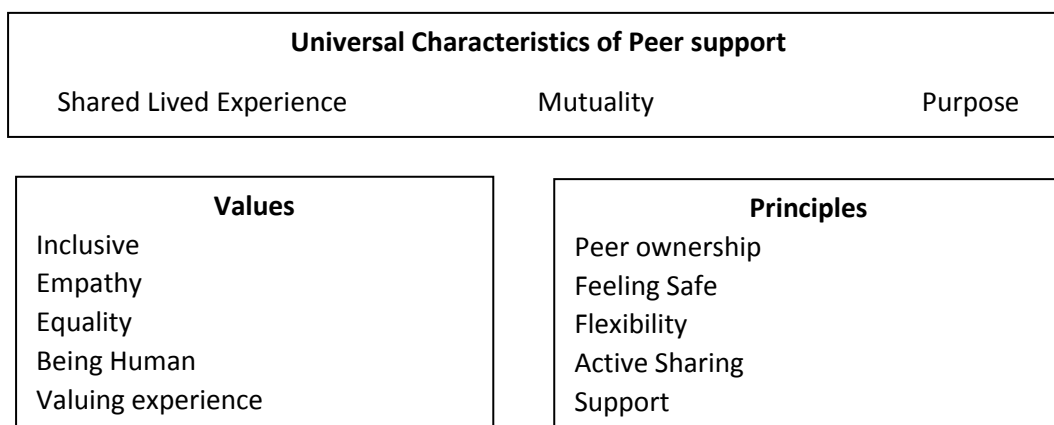 Universal Characteristics of Peer support
Shared Lived Experience Mutuality Purpose
Values
Inclusive
Empathy
Equality
Being Human
Valuing experience
Principles
Peer ownership
Feeling Safe
Flexibility
Active Sharing
Support